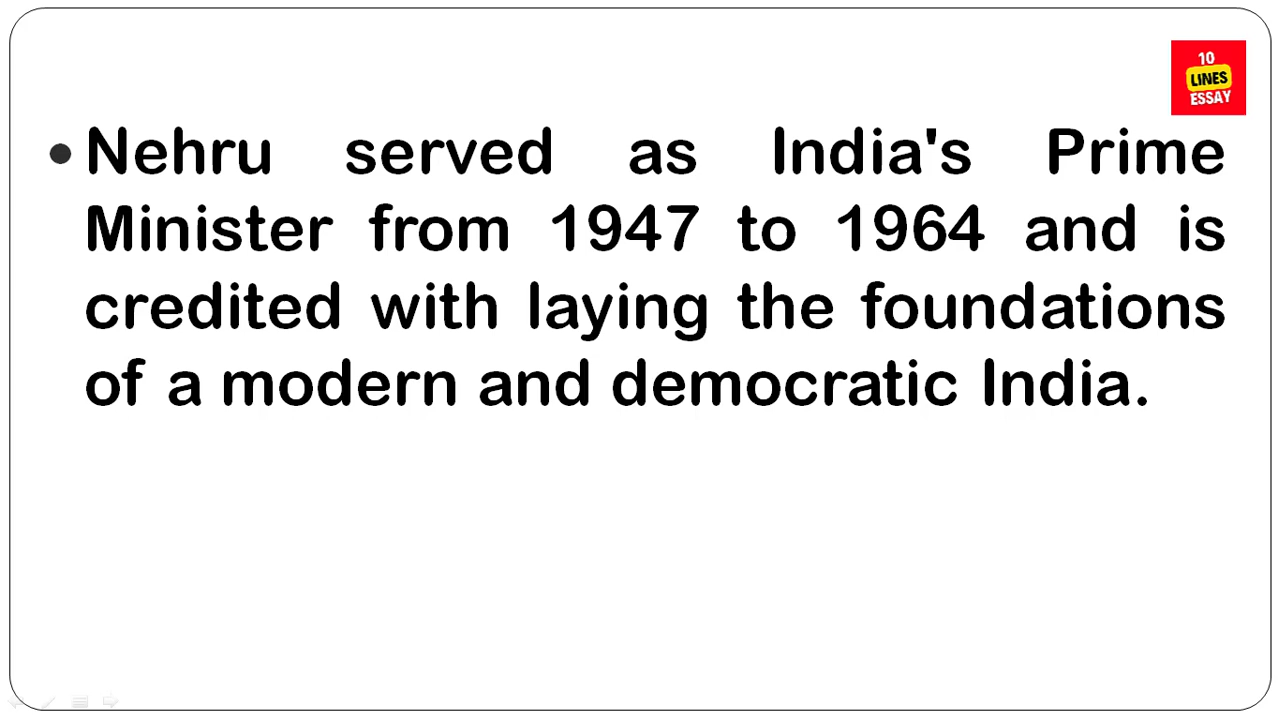 10
LINES
ESSAY
• Nehru served as India's Prime
Minister from 1947 to 1964 and is
credited with laying the foundations
of a modern and democratic India.